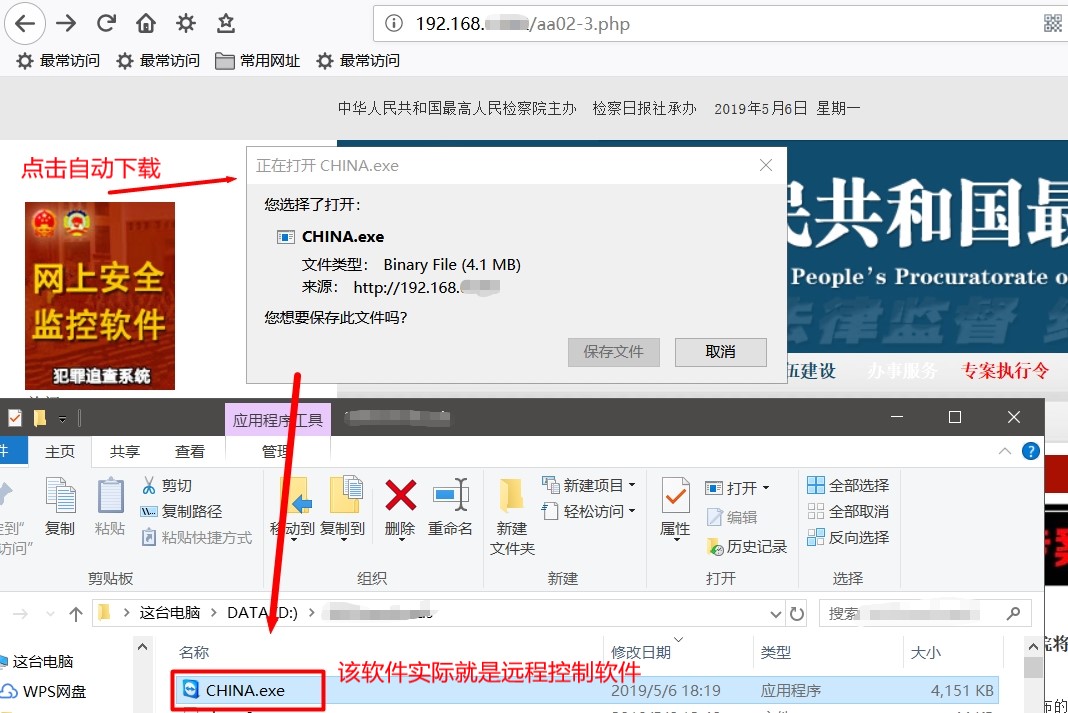 192.168. /aa02-3.php
最常访问 最常访问 常用网址 最常访问
中华人民共和国最高人民检察院主办 检察日报社承办 2019年5月6日 星期一
点击自动下载
正在打开 CHINA.exe
您选择了打开:
CHINA.exe
文件类型: Binary File (4.1 MB)
来源: http://192.168.
您想要保存此文件吗?
保存文件 取消
网上安全
监控软件
犯罪追查系统
民共和国最
People's Procuratorate o
法律监督
伍建设 办事服务 专案执行令
应用程序工具
件 主页 共享 查看 管理
复制
粘贴
剪切
复制路径
粘贴快捷方式
剪贴板
移动到 复制到 删除 重命名
组织
新建
文件夹
新建项目
轻松访问
新建
属性
打开
编辑
历史记录
打开
全部选择
全部取消
反向选择
选择
这台电脑 DATA (D:)
搜索
这台电脑
WPS网盘
名称 修改日期 类型 大小
CHINA.exe 2019/5/6 18:19 应用程序 4,151 KB
该软件实际就是远程控制软件